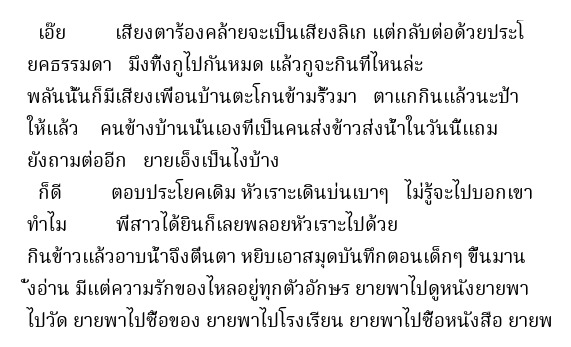 เอ๊ย เสียงตาร้องคล้ายจะเป็นเสียงลิเก แต่กลับต่อด้วยประโ
ยคธรรมดา มึงทิ้งกูไปกันหมด แล้วกูจะกินที่ไหนล่ะ
พลันนั้นก็มีเสียงเพื่อนบ้านตะโกนข้ามรั้วมา ตาแกกินแล้วนะป้า
ให้แล้ว คนข้างบ้านนั่นเองที่เป็นคนส่งข้าวส่งน้ำในวันนี้แถม
ยังถามต่ออีก ยายเอ็งเป็นไงบ้าง
ก็ดี ตอบประโยคเดิม หัวเราะเดินบ่นเบาๆ ไม่รู้จะไปบอกเขา
ทำไม พี่สาวได้ยินก็เลยพลอยหัวเราะไปด้วย
กินข้าวแล้วอาบน้ำจึงตื่นตา หยิบเอาสมุดบันทึกตอนเด็กๆ ขึ้นมาน
ั่งอ่าน มีแต่ความรักของไหลอยู่ทุกตัวอักษร ยายพาไปดูหนังยายพา
ไปวัด ยายพาไปซื้อของ ยายพาไปโรงเรียน ยายพาไปซื้อหนังสือ ยายพ